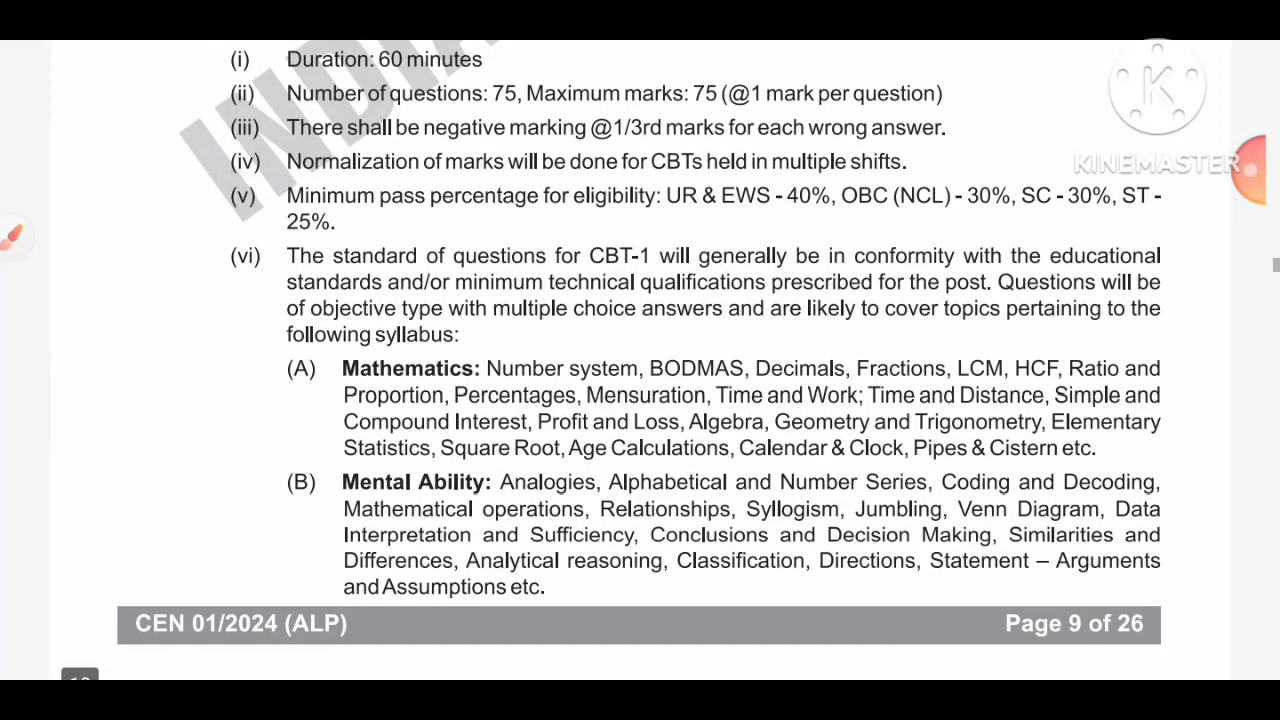 (i) Duration: 60 minutes
(ii) Number of questions: 75, Maximum marks: 75 (@1 mark per question)
(iii) There shall be negative marking @1/3rd marks for each wrong answer.
(iv) Normalization of marks will be done for CBTs held in multiple shifts.
(v) Minimum pass percentage for eligibility: UR & EWS - 40%, OBC (NCL) - 30%, SC - 30%, ST -
25%.
(vi) The standard of questions for CBT-1 will generally be in conformity with the educational
standards and/or minimum technical qualifications prescribed for the post. Questions will be
of objective type with multiple choice answers and are likely to cover topics pertaining to the
following syllabus:
(A) Mathematics: Number system, BODMAS, Decimals, Fractions, LCM, HCF, Ratio and
Proportion, Percentages, Mensuration, Time and Work; Time and Distance, Simple and
Compound Interest, Profit and Loss, Algebra, Geometry and Trigonometry, Elementary
Statistics, Square Root, Age Calculations, Calendar & Clock, Pipes & Cistern etc.
(B) Mental Ability: Analogies, Alphabetical and Number Series, Coding and Decoding,
Mathematical operations, Relationships, Syllogism, Jumbling, Venn Diagram, Data
Interpretation and Sufficiency, Conclusions and Decision Making, Similarities and
Differences, Analytical reasoning, Classification, Directions, Statement – Arguments
and Assumptions etc.
CEN 01/2024 (ALP) Page 9 of 26
K
KINEMASTER
INDI